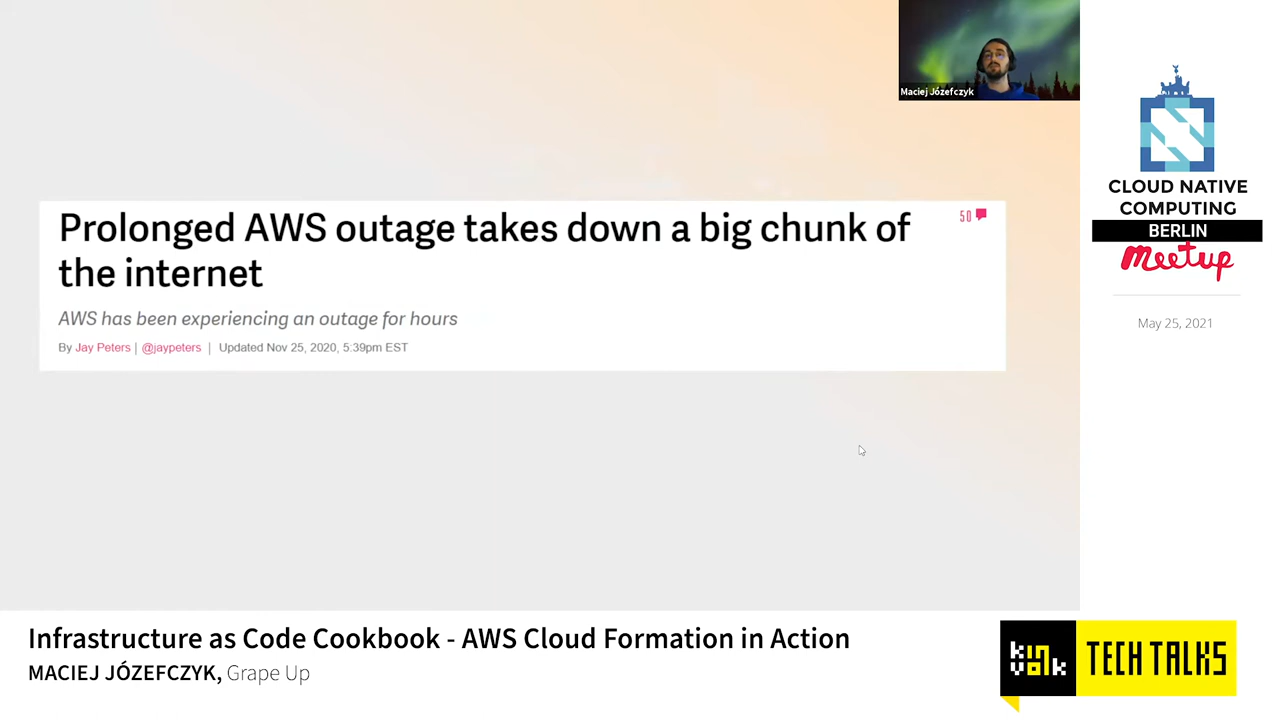 Maciej Józefczyk
Prolonged AWS outage takes down a big chunk of
the internet
50
AWS has been experiencing an outage for hours
By Jay Peters | @jaypeters | Updated Nov 25, 2020, 5:39pm EST
CLOUD NATIVE
COMPUTING
BERLIN
Meetup
May 25, 2021
Infrastructure as Code Cookbook - AWS Cloud Formation in Action
MACIEJ JÓZEFCZYK, Grape Up
kinvolk
TECH TALKS